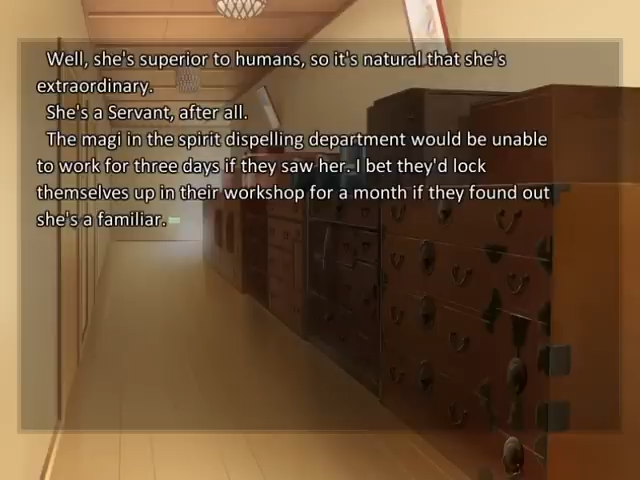 Well, she's superior to humans, so it's natural that she's
extraordinary.
She's a Servant, after all.
The magi in the spirit dispelling department would be unable
to work for three days if they saw her. I bet they'd lock
themselves up in their workshop for a month if they found out
she's a familiar.